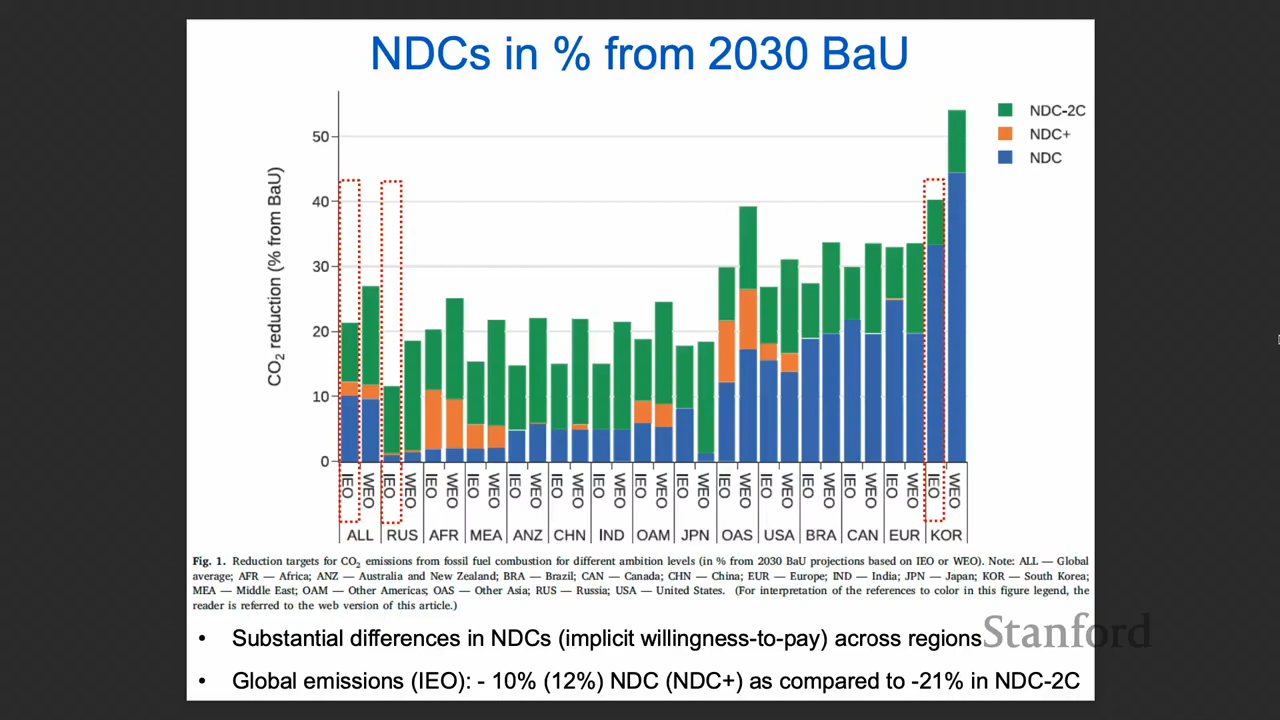 NDCs in % from 2030 BaU
NDC-2C
NDC+
NDC
CO₂ reduction (% from BaU)
50
40
30
20
10
0
IEO WEO IEO WEO IEO WEO IEO WEO IEO WEO IEO WEO IEO WEO IEO WEO IEO WEO IEO WEO IEO WEO IEO WEO IEO WEO IEO WEO IEO WEO
ALL RUS AFR MEA ANZ CHN IND OAM JPN OAS USA BRA CAN EUR KOR
Fig. 1. Reduction targets for CO₂ emissions from fossil fuel combustion for different ambition levels (in % from 2030 BaU projections based on IEO or WEO). Note: ALL — Global
average; AFR — Africa; ANZ — Australia and New Zealand; BRA — Brazil; CAN — Canada; CHN — China; EUR — Europe; IND — India; JPN — Japan; KOR — South Korea;
MEA — Middle East; OAM — Other Americas; OAS — Other Asia; RUS — Russia; USA — United States. (For interpretation of the references to color in this figure legend, the
reader is referred to the web version of this article.)
• Substantial differences in NDCs (implicit willingness-to-pay) across regions
Stanford
• Global emissions (IEO): - 10% (12%) NDC (NDC+) as compared to -21% in NDC-2C